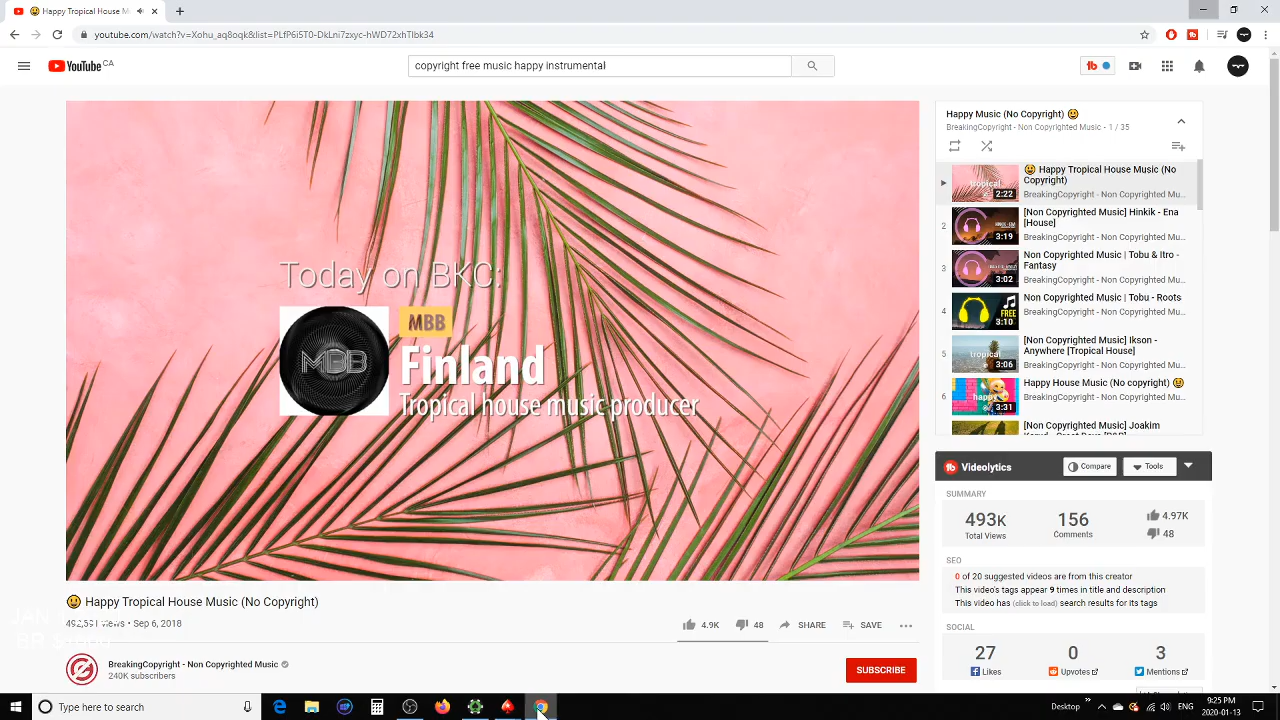 😀 Happy Tropical House M
youtube.com/watch?v=Xohu_aq8oqk&list=PLfP6i5T0-DkLni7zxyc-hWD72xhTIbk34
YouTube CA
copyright free music happy instrumental
Today on BKC:
MBB
MBB
Finland
Tropical house music producer
😀 Happy Tropical House Music (No Copyright)
views • Sep 6, 2018
4.9K
48
SHARE
SAVE
BreakingCopyright - Non Copyrighted Music
240K subscribers
SUBSCRIBE
Happy Music (No Copyright) 😀
BreakingCopyright - Non Copyrighted Music - 1 / 35
tropical
2:22
😀 Happy Tropical House Music (No Copyright)
BreakingCopyright - Non Copyrighted Mu...
2
3:19
[Non Copyrighted Music] Hinkik - Ena [House]
BreakingCopyright - Non Copyrighted Mu...
3
3:02
Non Copyrighted Music | Tobu & Itro - Fantasy
BreakingCopyright - Non Copyrighted Mu...
4
FREE
3:10
Non Copyrighted Music | Tobu - Roots
BreakingCopyright - Non Copyrighted Mu...
5
tropical
3:06
[Non Copyrighted Music] Ikson - Anywhere [Tropical House]
BreakingCopyright - Non Copyrighted Mu...
6
happy
3:31
Happy House Music (No copyright) 😀
BreakingCopyright - Non Copyrighted Mu...
[Non Copyrighted Music] Joakim
Videolytics
Compare
Tools
SUMMARY
493K
Total Views
156
Comments
4.97K
48
SEO
0 of 20 suggested videos are from this creator
This video's tags appear 9 times in title and description
This video has (click to load) search results for its tags
SOCIAL
27
Likes
0
Upvotes
3
Mentions
Type here to search
Desktop
9:25 PM
2020-01-13